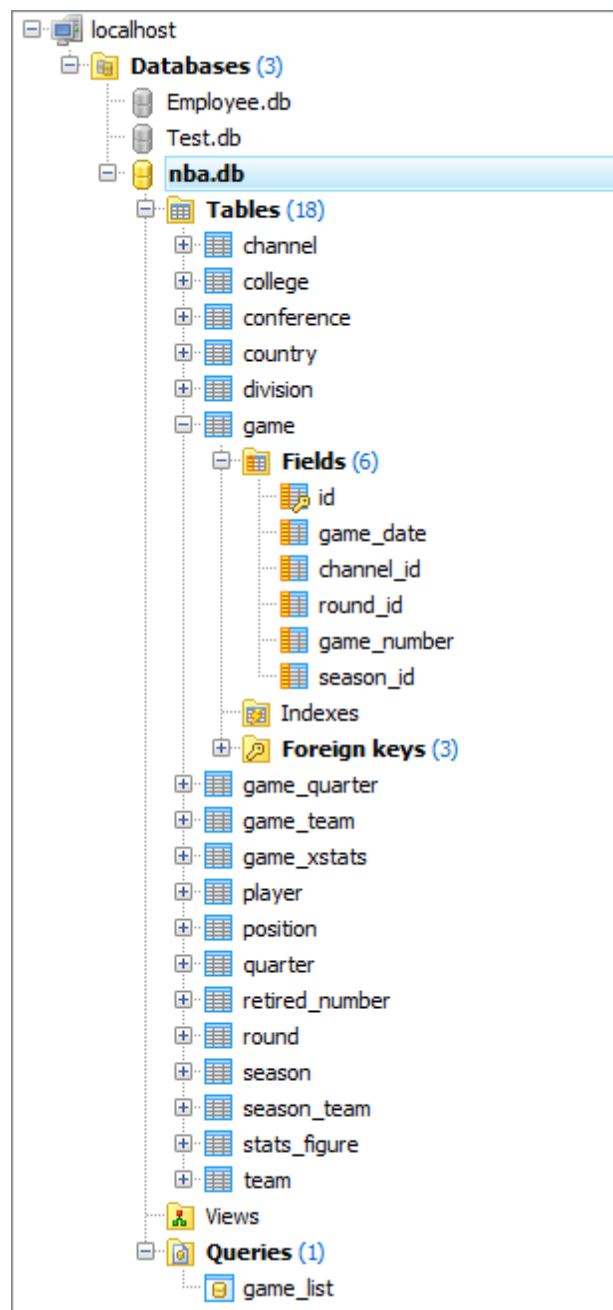 localhost
Databases (3)
Employee.db
Test.db
nba.db
Tables (18)
channel
college
conference
country
division
game
Fields (6)
id
game_date
channel_id
round_id
game_number
season_id
Indexes
Foreign keys (3)
game_quarter
game_team
game_xstats
player
position
quarter
retired_number
round
season
season_team
stats_figure
team
Views
Queries (1)
game_list